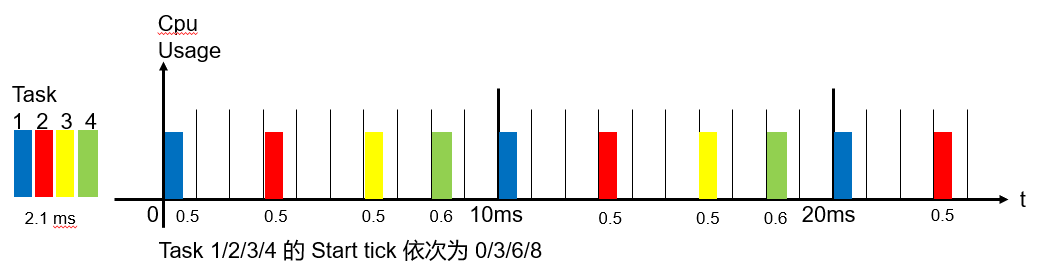 Cpu
Usage
Task
1 2 3 4
2.1 ms
0 0.5 0.5 0.5 0.6 10ms 0.5 0.5 0.6 20ms 0.5 t
Task 1/2/3/4 的 Start tick 依次为 0/3/6/8